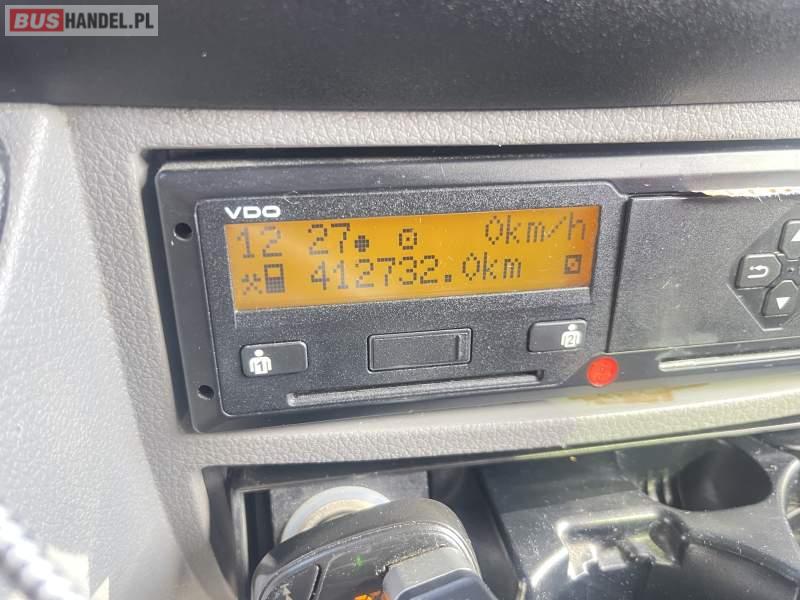 BUSHANDEL.PL
VDO
12 27 0km/h
412732.0km
1 2